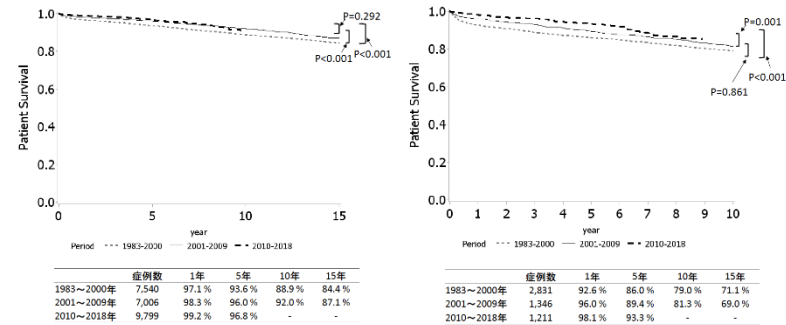 1.0
0.8
0.6
0.4
0.2
0.0
Patient Survival
P=0.292
P<0.001
P<0.001
0
5
10
15
year
Period
1983-2000
2001-2009
2010-2018
症例数 1年 5年 10年 15年
1983～2000年 7,540 97.1 % 93.6 % 88.9 % 84.4 %
2001～2009年 7,006 98.3 % 96.0 % 92.0 % 87.1 %
2010～2018年 9,799 99.2 % 96.8 % - -
1.0
0.8
0.6
0.4
0.2
0.0
Patient Survival
P=0.001
P<0.001
P=0.861
0 1 2 3 4 5 6 7 8 9 10
year
Period
1983-2000
2001-2009
2010-2018
症例数 1年 5年 10年 15年
1983～2000年 2,831 92.6 % 86.0 % 79.0 % 71.1 %
2001～2009年 1,346 96.0 % 89.4 % 81.3 % 69.0 %
2010～2018年 1,211 98.1 % 93.3 % - -